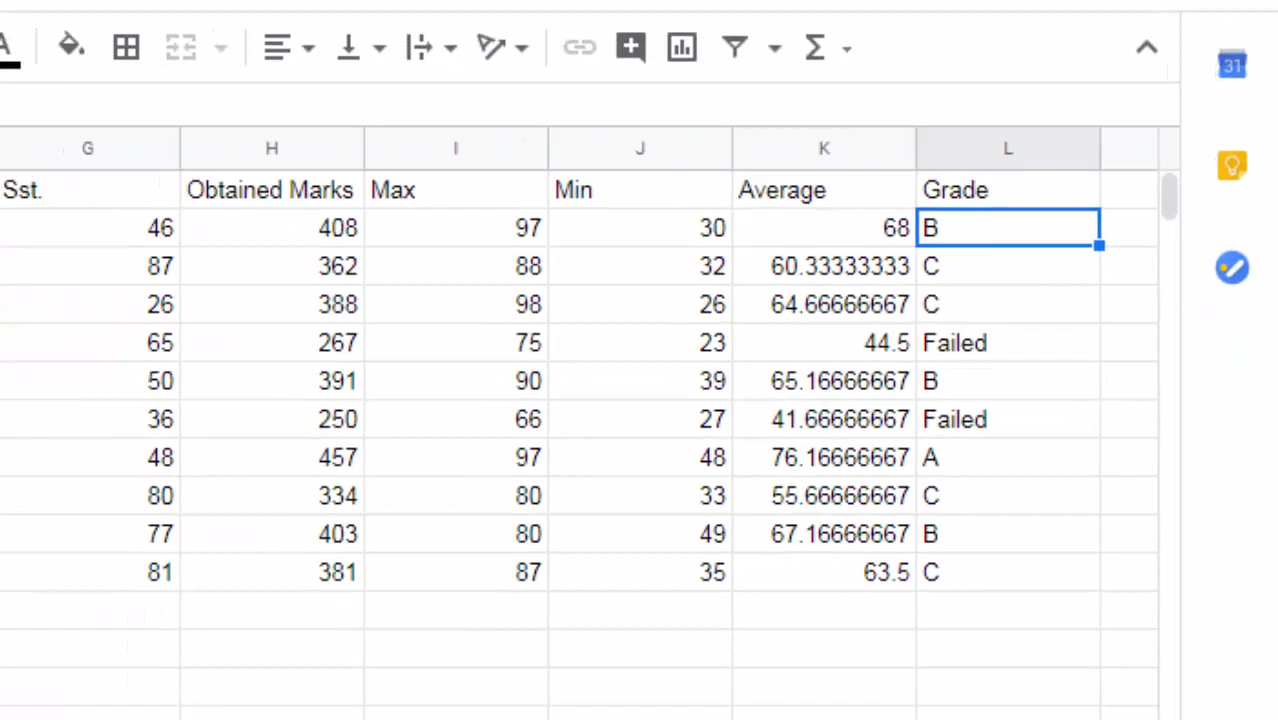 A
31
G H I J K L
Sst. Obtained Marks Max Min Average Grade
46 408 97 30 68 B
87 362 88 32 60.33333333 C
26 388 98 26 64.66666667 C
65 267 75 23 44.5 Failed
50 391 90 39 65.16666667 B
36 250 66 27 41.66666667 Failed
48 457 97 48 76.16666667 A
80 334 80 33 55.66666667 C
77 403 80 49 67.16666667 B
81 381 87 35 63.5 C